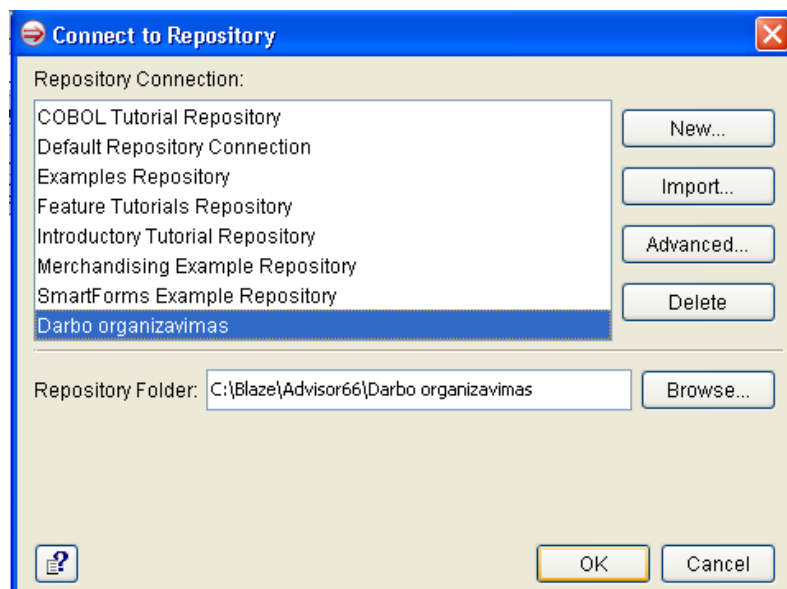 Connect to Repository
Repository Connection:
COBOL Tutorial Repository
Default Repository Connection
Examples Repository
Feature Tutorials Repository
Introductory Tutorial Repository
Merchandising Example Repository
SmartForms Example Repository
Darbo organizavimas
New...
Import...
Advanced...
Delete
Repository Folder: C:\Blaze\Advisor66\Darbo organizavimas Browse...
? OK Cancel